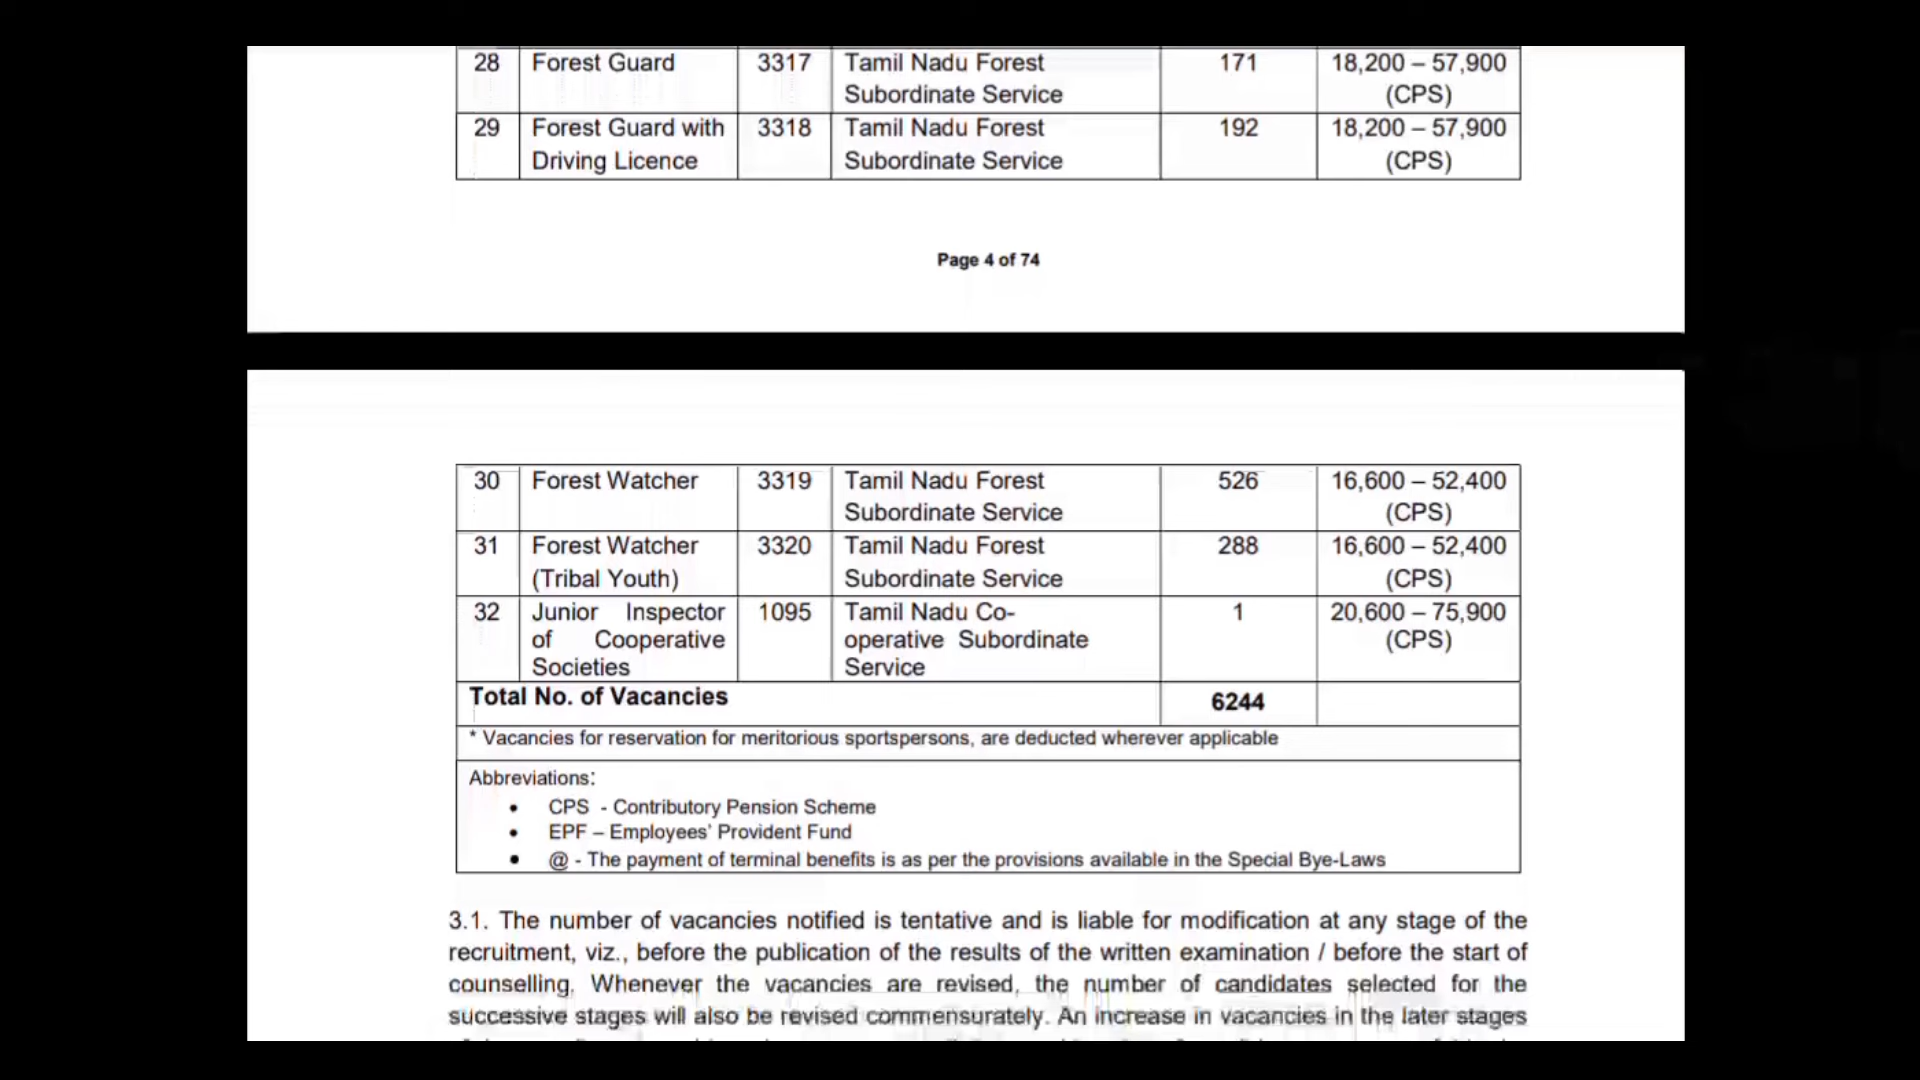 28 Forest Guard 3317 Tamil Nadu Forest 171 18,200 – 57,900
Subordinate Service (CPS)
29 Forest Guard with 3318 Tamil Nadu Forest 192 18,200 – 57,900
Driving Licence Subordinate Service (CPS)
Page 4 of 74
30 Forest Watcher 3319 Tamil Nadu Forest 526 16,600 – 52,400
Subordinate Service (CPS)
31 Forest Watcher 3320 Tamil Nadu Forest 288 16,600 – 52,400
(Tribal Youth) Subordinate Service (CPS)
32 Junior Inspector 1095 Tamil Nadu Co- 1 20,600 – 75,900
of Cooperative operative Subordinate (CPS)
Societies Service
Total No. of Vacancies 6244
* Vacancies for reservation for meritorious sportspersons, are deducted wherever applicable
Abbreviations:
• CPS - Contributory Pension Scheme
• EPF – Employees' Provident Fund
• @ - The payment of terminal benefits is as per the provisions available in the Special Bye-Laws
3.1. The number of vacancies notified is tentative and is liable for modification at any stage of the
recruitment, viz., before the publication of the results of the written examination / before the start of
counselling. Whenever the vacancies are revised, the number of candidates selected for the
successive stages will also be revised commensurately. An increase in vacancies in the later stages